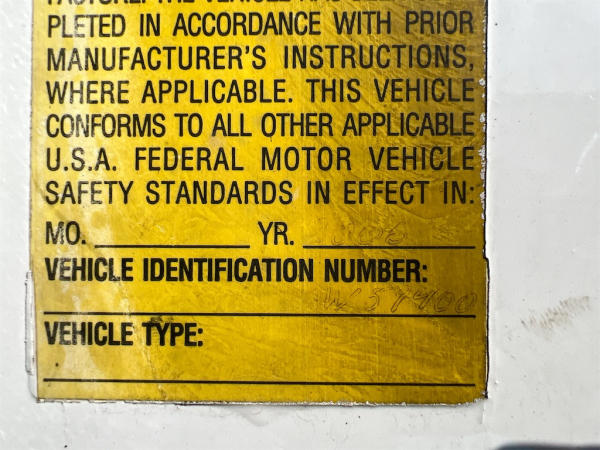 PLETED IN ACCORDANCE WITH PRIOR
MANUFACTURER'S INSTRUCTIONS,
WHERE APPLICABLE. THIS VEHICLE
CONFORMS TO ALL OTHER APPLICABLE
U.S.A. FEDERAL MOTOR VEHICLE
SAFETY STANDARDS IN EFFECT IN:
MO. YR.
VEHICLE IDENTIFICATION NUMBER:
VEHICLE TYPE: